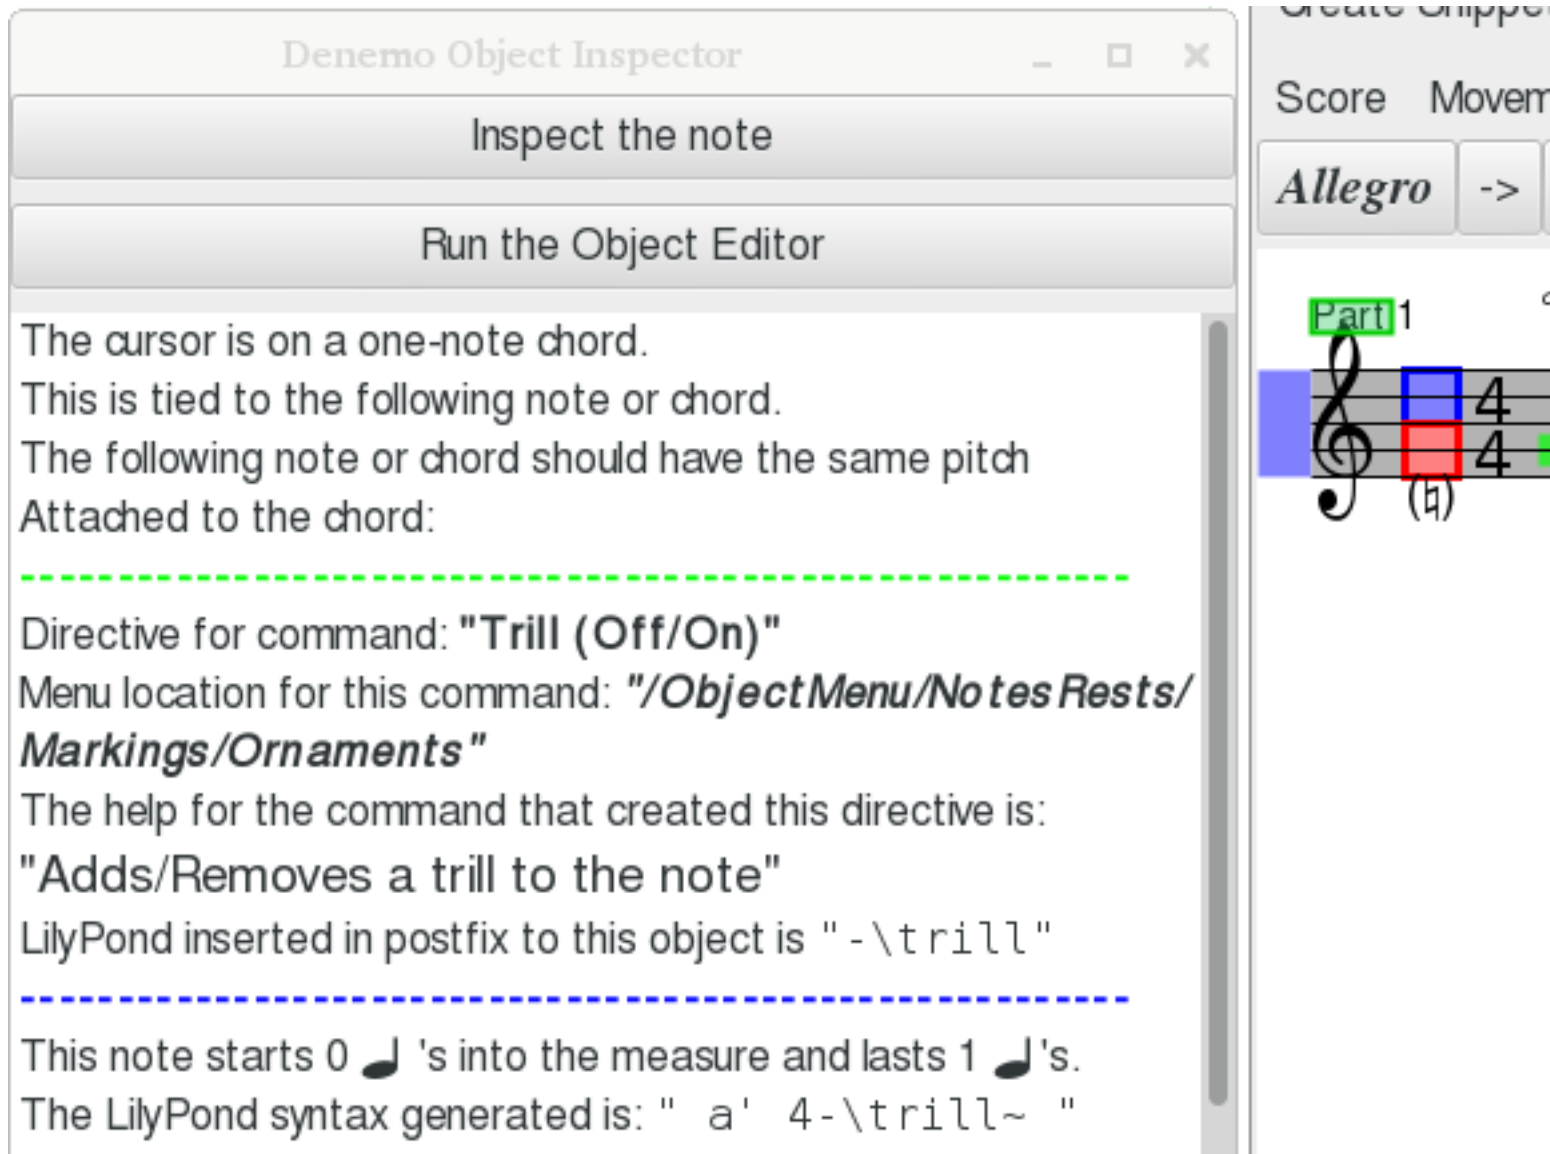 Denemo Object Inspector
Inspect the note
Run the Object Editor
The cursor is on a one-note chord.
This is tied to the following note or chord.
The following note or chord should have the same pitch
Attached to the chord:
Directive for command: "Trill (Off/On)"
Menu location for this command: "/ObjectMenu/NotesRests/
Markings/Ornaments"
The help for the command that created this directive is:
"Adds/Removes a trill to the note"
LilyPond inserted in postfix to this object is "-\trill"
This note starts 0 ♩ 's into the measure and lasts 1 ♩'s.
The LilyPond syntax generated is: " a' 4-\trill~ "
Create
Score
Allegro ->
Part 1
4
4
(♮)